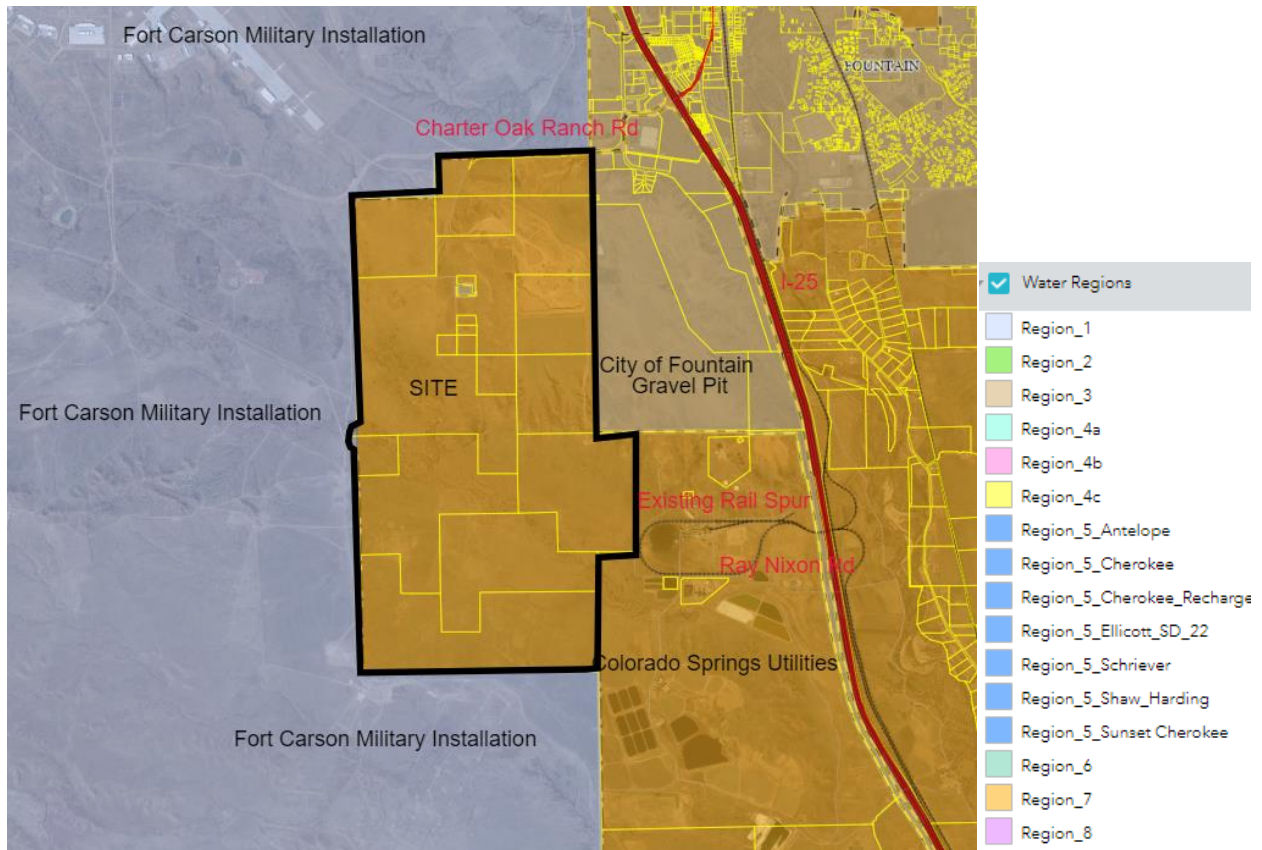 Fort Carson Military Installation
FOUNTAIN
Charter Oak Ranch Rd
I-25
City of Fountain
Gravel Pit
SITE
Fort Carson Military Installation
Existing Rail Spur
Ray Nixon Rd
Colorado Springs Utilities
Fort Carson Military Installation
Water Regions
Region_1
Region_2
Region_3
Region_4a
Region_4b
Region_4c
Region_5_Antelope
Region_5_Cherokee
Region_5_Cherokee_Recharge
Region_5_Ellicott_SD_22
Region_5_Schriever
Region_5_Shaw_Harding
Region_5_Sunset Cherokee
Region_6
Region_7
Region_8